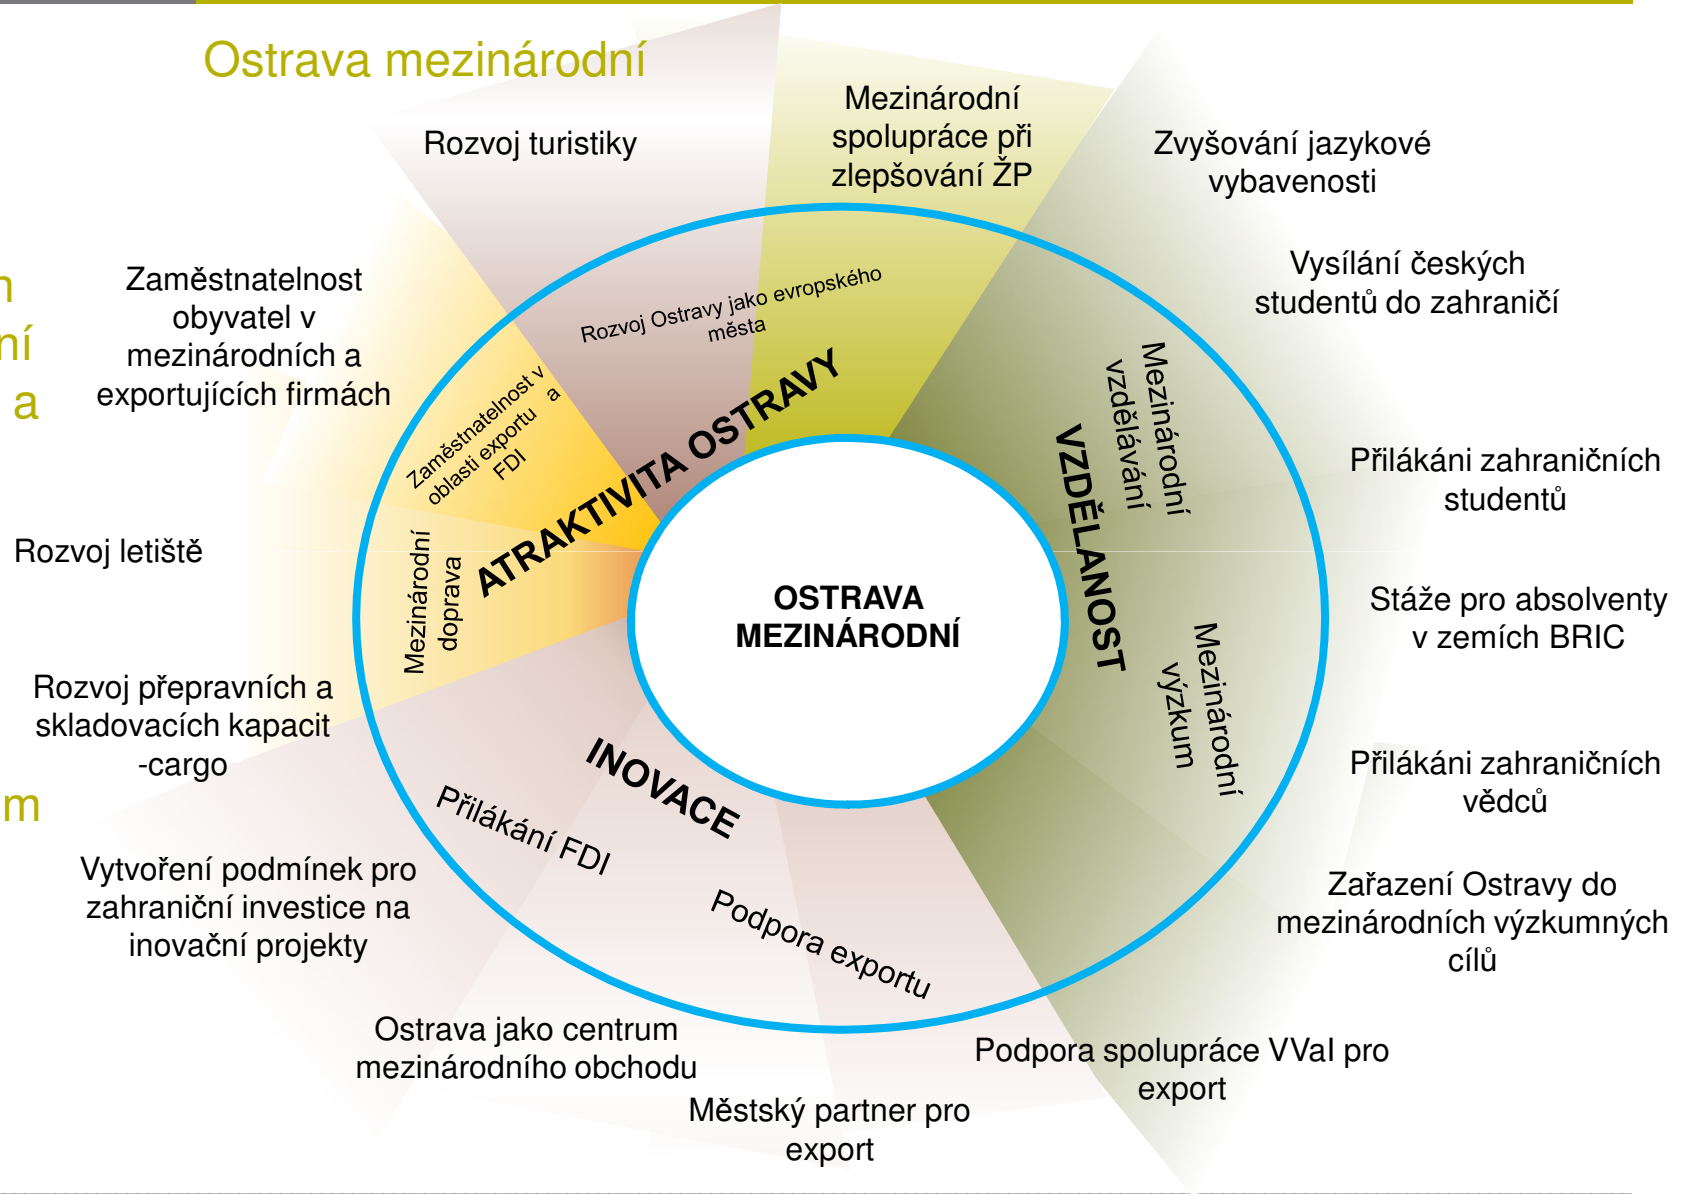 Ostrava mezinárodní
Rozvoj turistiky
Mezinárodní
spolupráce při
zlepšování ŽP
Zvyšování jazykové
vybavenosti
Vysílání českých
studentů do zahraničí
Přilákáni zahraničních
studentů
Stáže pro absolventy
v zemích BRIC
Přilákáni zahraničních
vědců
Zařazení Ostravy do
mezinárodních výzkumných
cílů
Podpora spolupráce VVaI pro
export
Městský partner pro
export
Ostrava jako centrum
mezinárodního obchodu
Vytvoření podmínek pro
zahraniční investice na
inovační projekty
Rozvoj přepravních a
skladovacích kapacit
-cargo
Rozvoj letiště
Zaměstnatelnost
obyvatel v
mezinárodních a
exportujících firmách
Rozvoj Ostravy jako evropského
města
Zaměstnatelnost v
oblasti exportu a
FDI
Mezinárodní
doprava
ATRAKTIVITA OSTRAVY
Mezinárodní
vzdělávání
VZDĚLANOST
Mezinárodní
výzkum
INOVACE
Přilákání FDI
Podpora exportu
OSTRAVA
MEZINÁRODNÍ
ní
a
m